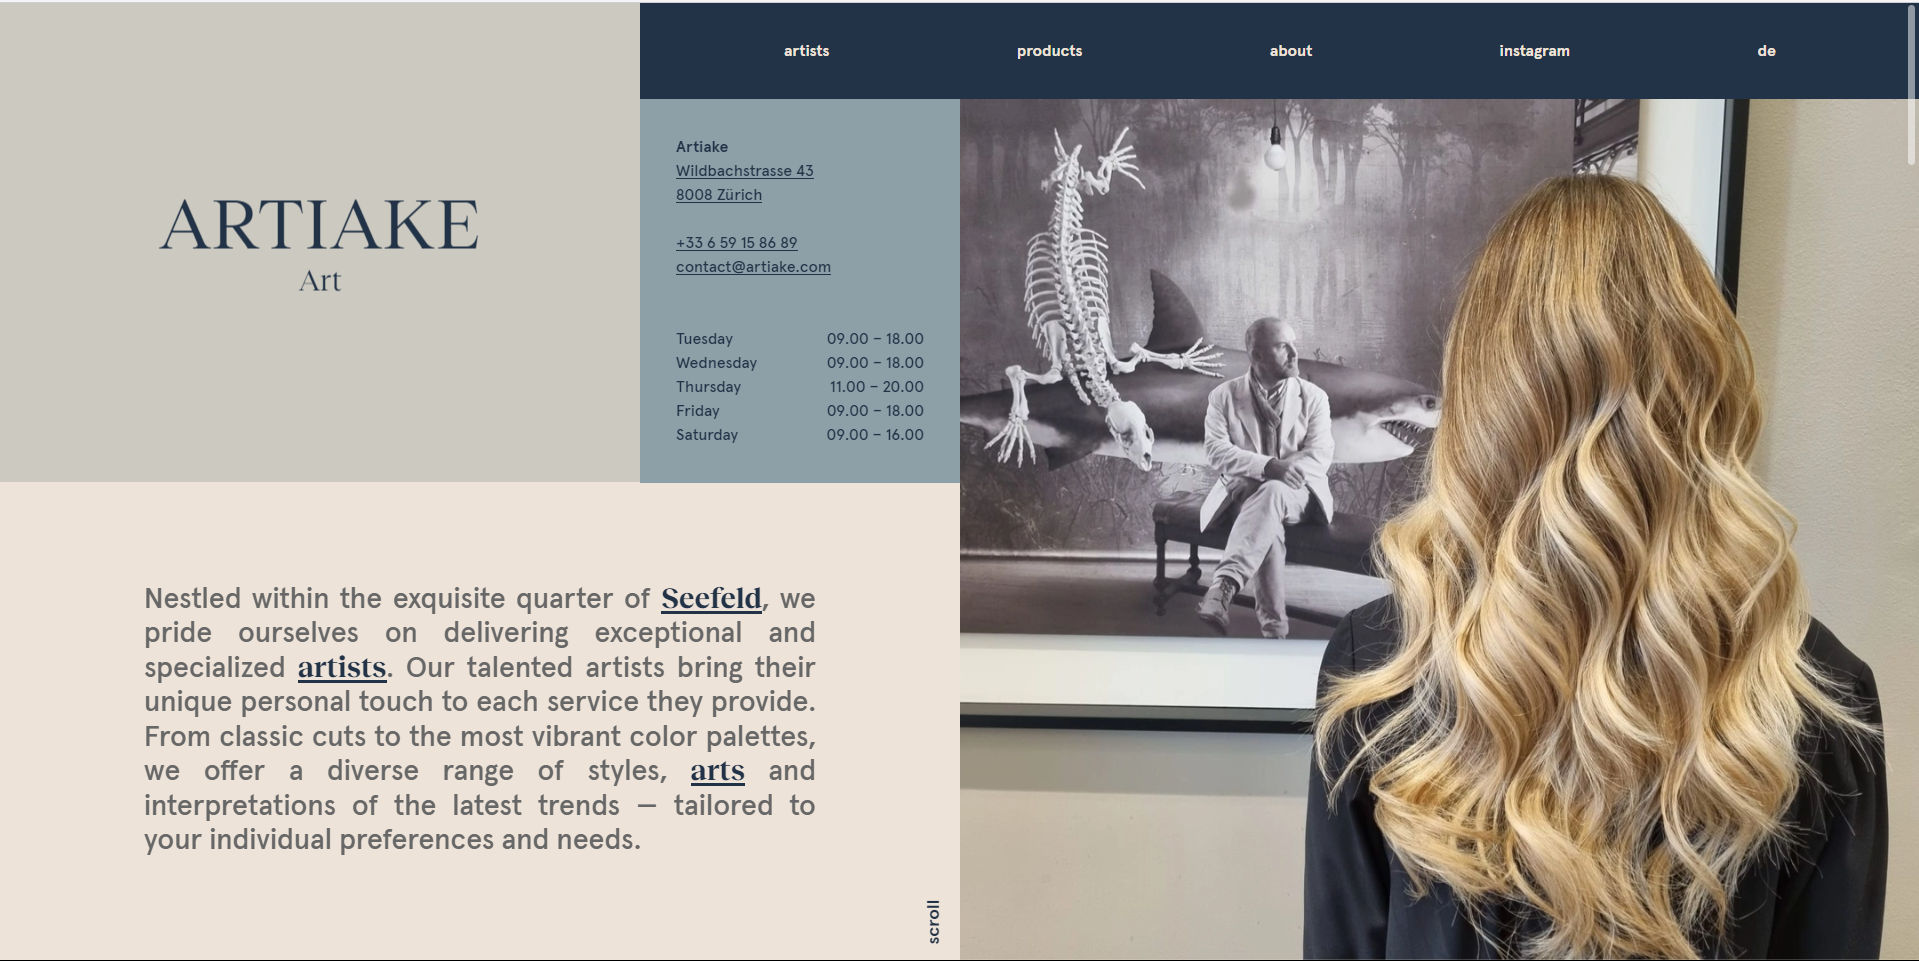 artists
products
about
instagram
de
ARTIAKE
Art
Artiake
Wildbachstrasse 43
8008 Zürich
+33 6 59 15 86 89
contact@artiake.com
Tuesday 09.00 – 18.00
Wednesday 09.00 – 18.00
Thursday 11.00 – 20.00
Friday 09.00 – 18.00
Saturday 09.00 – 16.00
Nestled within the exquisite quarter of Seefeld, we
pride ourselves on delivering exceptional and
specialized artists. Our talented artists bring their
unique personal touch to each service they provide.
From classic cuts to the most vibrant color palettes,
we offer a diverse range of styles, arts and
interpretations of the latest trends — tailored to
your individual preferences and needs.
scroll